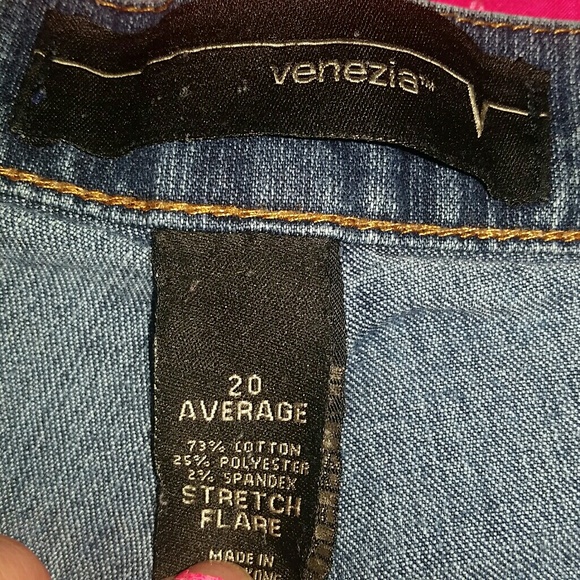 venezia™
20
AVERAGE
73% COTTON
25% POLYESTER
2% SPANDEX
STRETCH
FLARE
MADE IN